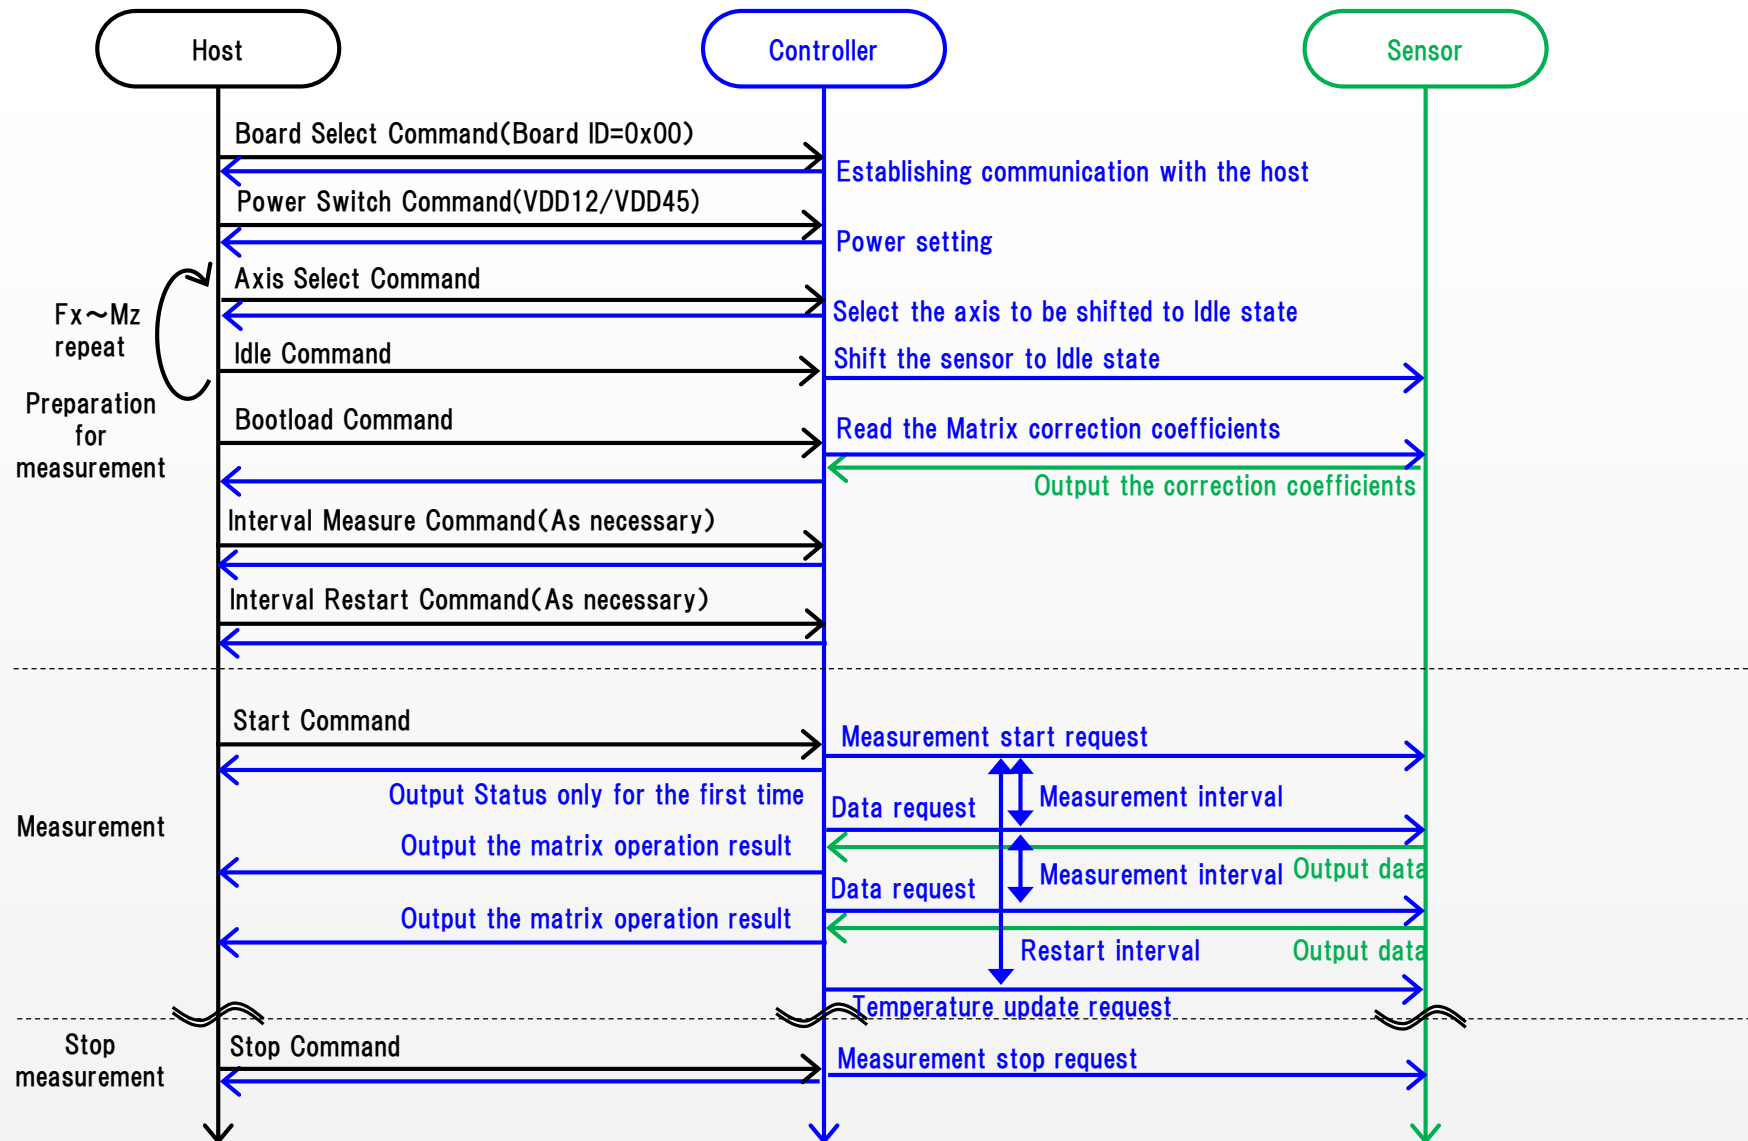 Host
Controller
Sensor
Board Select Command(Board ID=0x00)
Establishing communication with the host
Power Switch Command(VDD12/VDD45)
Power setting
Axis Select Command
Select the axis to be shifted to Idle state
Fx～Mz
repeat
Idle Command
Shift the sensor to Idle state
Preparation
for
measurement
Bootload Command
Read the Matrix correction coefficients
Output the correction coefficients
Interval Measure Command(As necessary)
Interval Restart Command(As necessary)
Start Command
Measurement start request
Output Status only for the first time
Measurement interval
Data request
Measurement
Output the matrix operation result
Output data
Measurement interval
Data request
Output the matrix operation result
Restart interval
Output data
Temperature update request
Stop
measurement
Stop Command
Measurement stop request